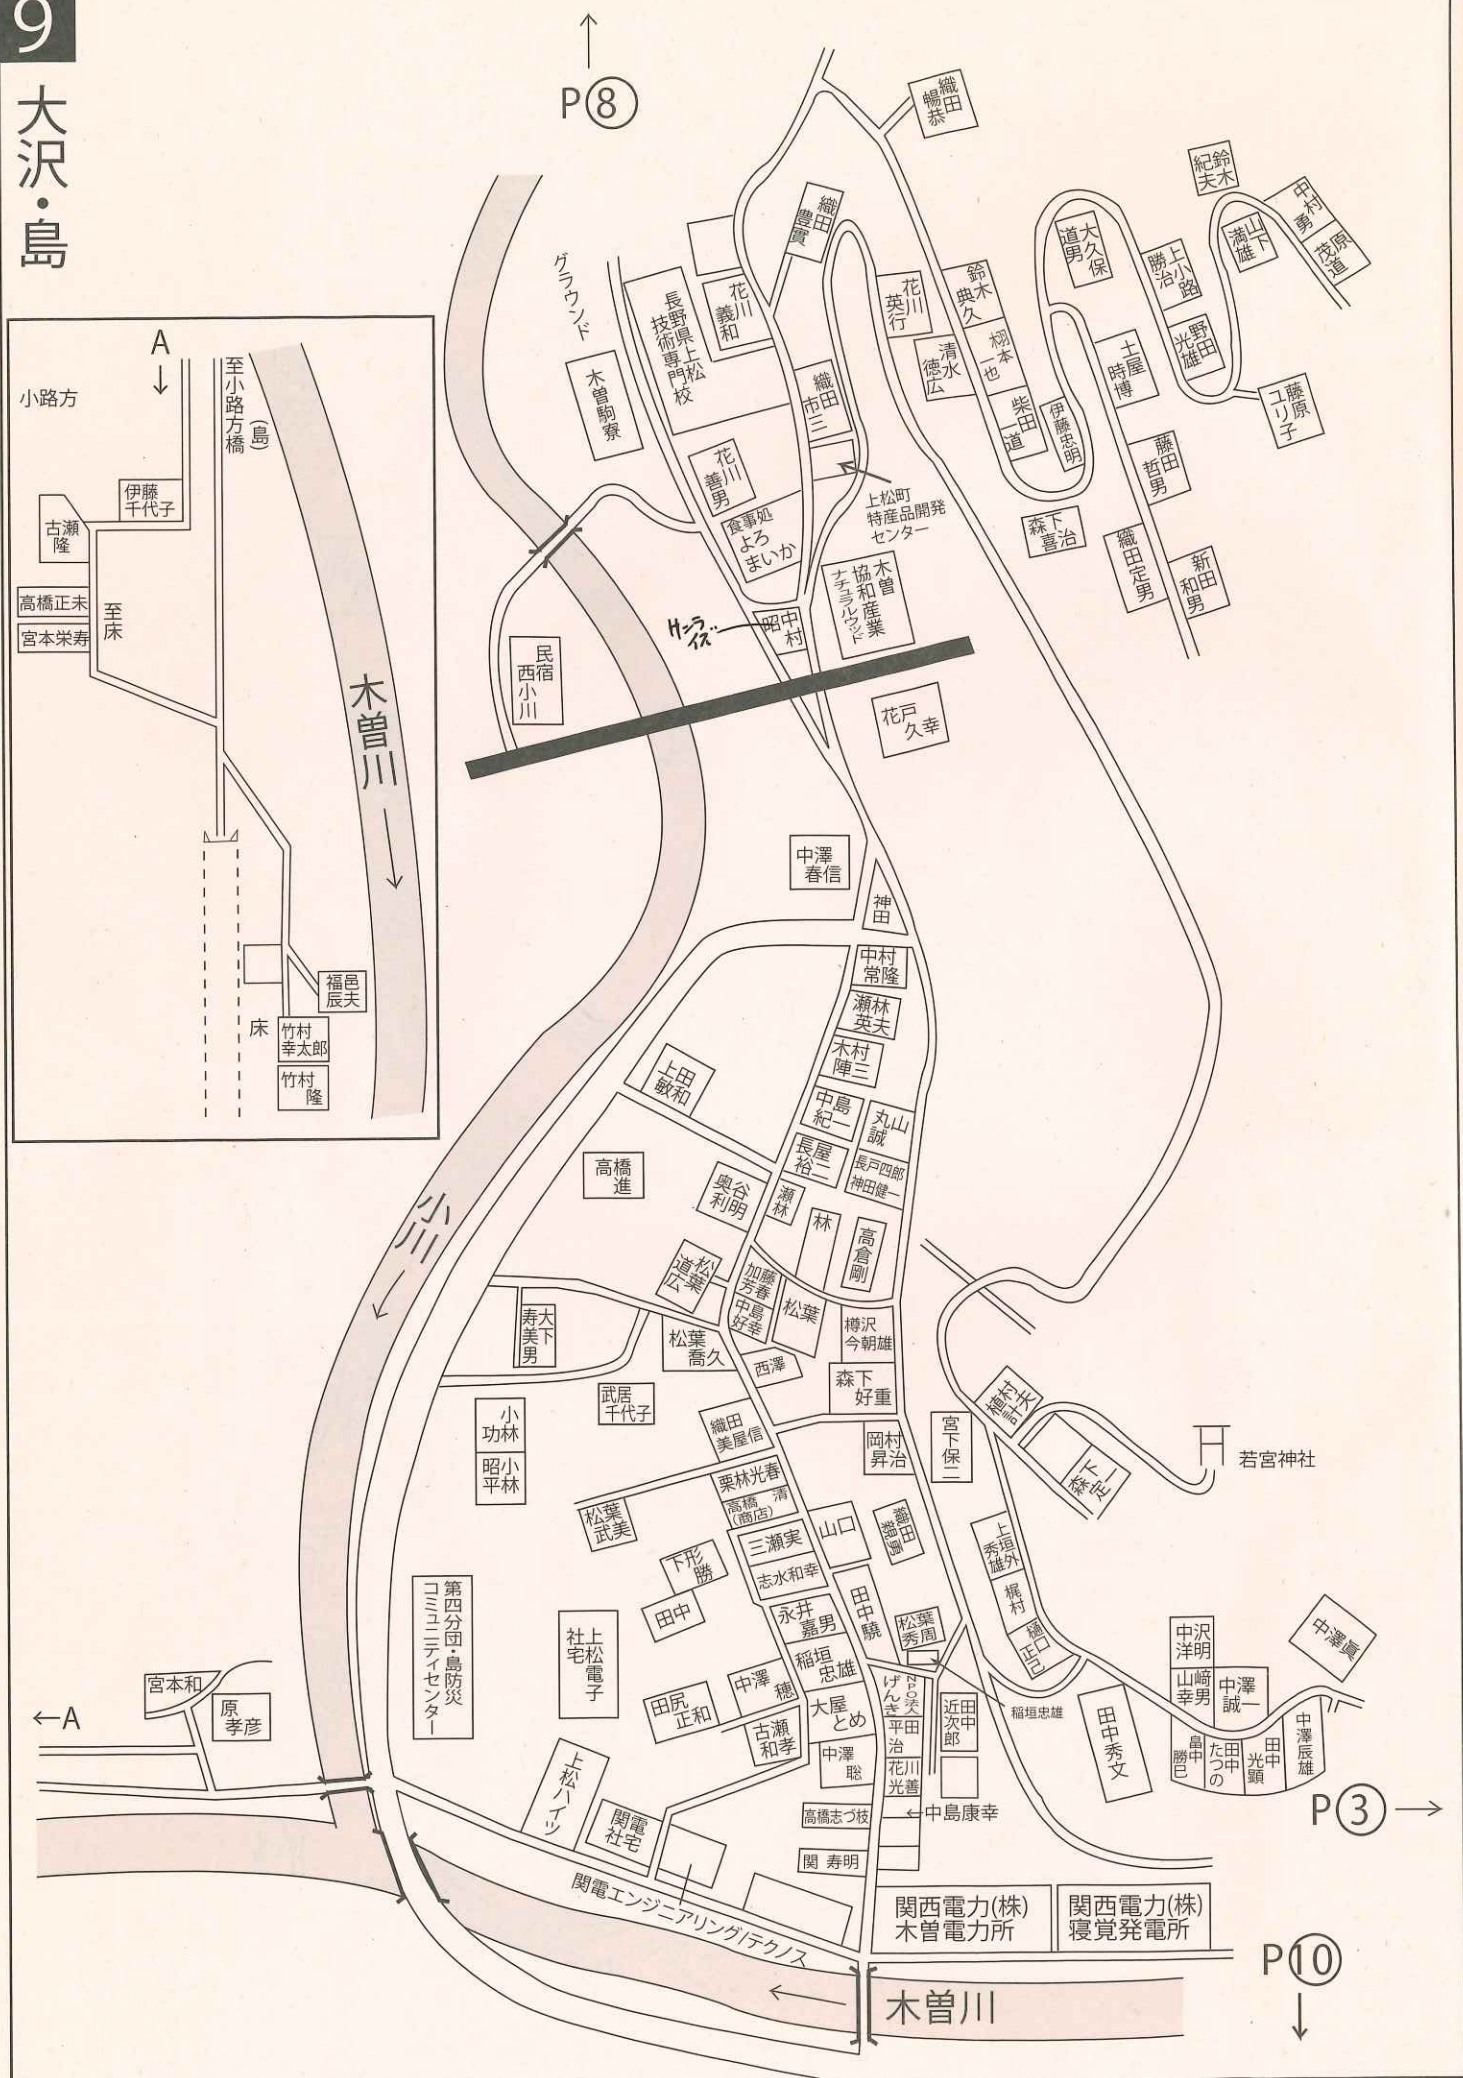 9
大沢・島
P⑧
A
小路方
至小路方橋
(島)
伊藤
千代子
古瀬
隆
高橋正未
宮本栄寿
至床
木曽川
福邑
辰夫
床
竹村
幸太郎
竹村
隆
グラウンド
木曽駒寮
長野県上松
技術専門校
花川
義和
織田
豊實
織田
暢恭
花川
英行
清水
徳広
鈴木
典久
栩本
一也
柴田
一道
伊藤忠明
大久保
道男
上小路
勝治
鈴木
紀夫
山下
満雄
中村
勇
原
茂道
野田
光雄
土屋
時博
藤原
ユリ子
藤田
哲男
森下
喜治
織田定男
新田
和男
織田
市三
花川
善男
食事処
よろ
まいか
上松町
特産品開発
センター
木曽
協和産業
ナチュラルウッド
サンラ
イズ
中村
昭
民宿
西小川
花戸
久幸
中澤
春信
神田
中村
常隆
瀬林
英夫
木村
陣三
中島
紀一
丸山
誠
長屋
裕二
長戸四郎
神田健一
上田
敏和
高橋
進
奥谷
利明
瀬林
林
高倉剛
小川
松葉
道広
加藤
芳春
中島
好幸
松葉
樽沢
今朝雄
大下
寿美男
松葉
喬久
西澤
森下
好重
武居
千代子
小林
功
小林
昭平
織田
美屋信
岡村
昇治
宮下保二
植村
計夫
森下
定一
若宮神社
栗林光春
高橋 清
(商店)
松葉
武美
三瀬実
山口
織田
親勇
上垣外
秀雄
志水和幸
下形
勝
田中
梶村
樋口
正己
永井
嘉男
田中驍
松葉
秀周
第四分団・島防災
コミュニティセンター
上松電子
社宅
稲垣
忠雄
中澤
穂
田尻
正和
大屋
とめ
NPO法人
げんき
田中
近次郎
稲垣忠雄
田中秀文
中沢
洋明
山﨑
幸男
中澤
誠一
中澤眞
古瀬
和孝
平田
治
中澤
聡
花川
光善
畠中
勝巳
田中
たつの
田中
光顕
中澤辰雄
宮本和
原
孝彦
←A
上松ハイツ
関電
社宅
高橋志づ枝
←中島康幸
P③→
関 寿明
関電エンジニアリング/テクノス
関西電力(株)
木曽電力所
関西電力(株)
寝覚発電所
P⑩
木曽川